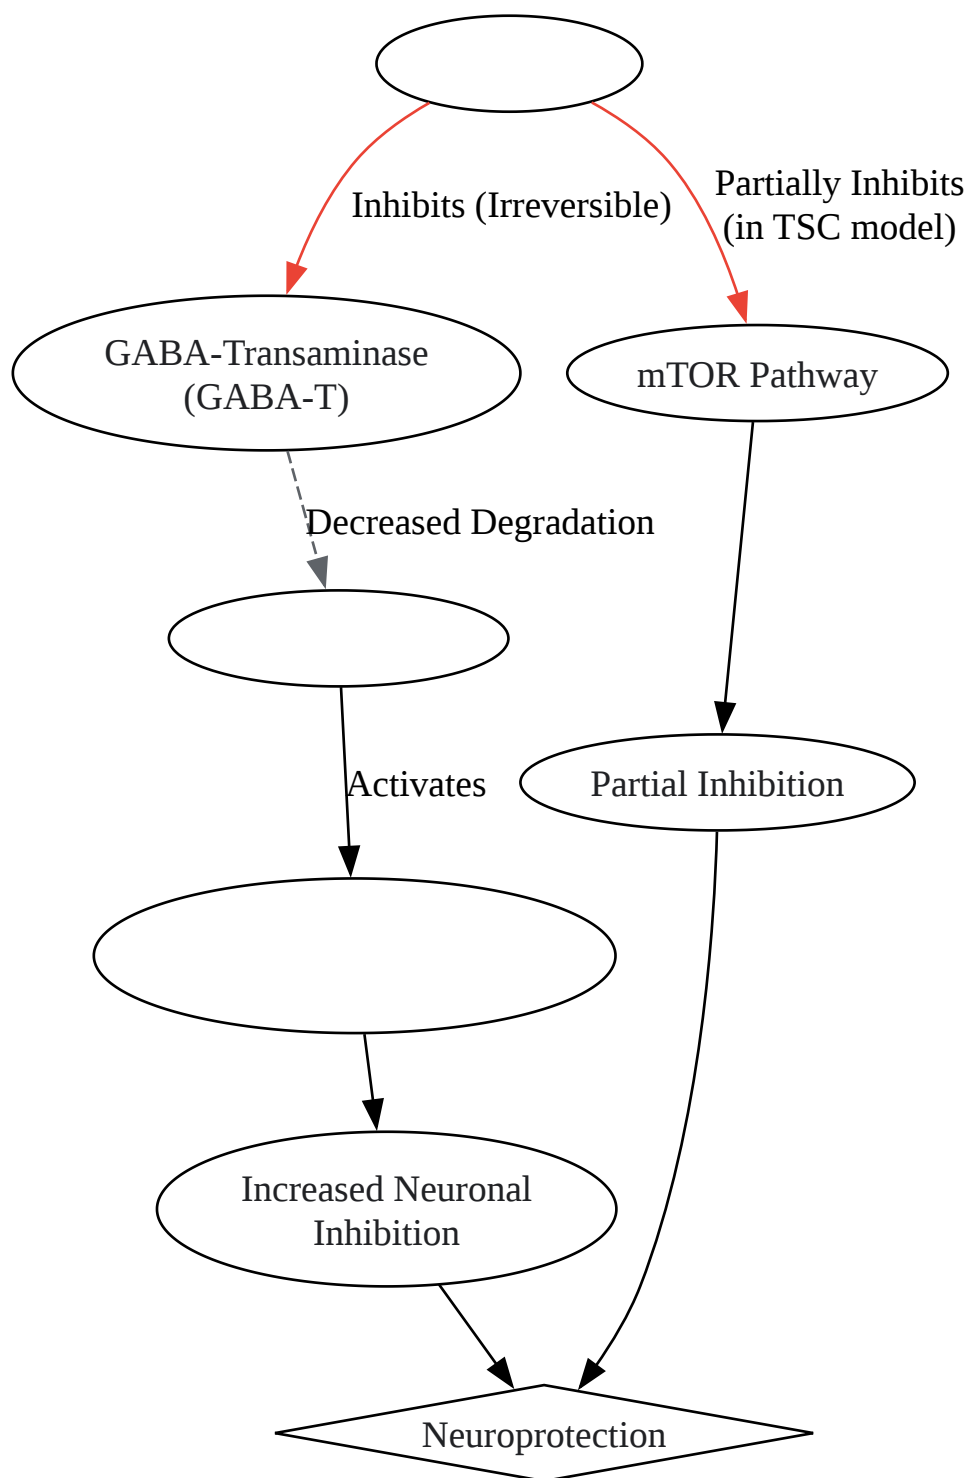 Inhibits (Irreversible)
Partially Inhibits
(in TSC model)
GABA-Transaminase
(GABA-T)
mTOR Pathway
Decreased Degradation
Activates
Partial Inhibition
Increased Neuronal
Inhibition
Neuroprotection